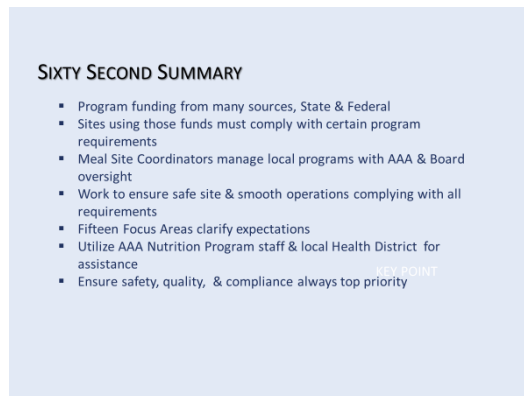 SIXTY SECOND SUMMARY
▪ Program funding from many sources, State & Federal
▪ Sites using those funds must comply with certain program
requirements
▪ Meal Site Coordinators manage local programs with AAA & Board
oversight
▪ Work to ensure safe site & smooth operations complying with all
requirements
▪ Fifteen Focus Areas clarify expectations
▪ Utilize AAA Nutrition Program staff & local Health District for
assistance
KEY POINT
▪ Ensure safety, quality, & compliance always top priority